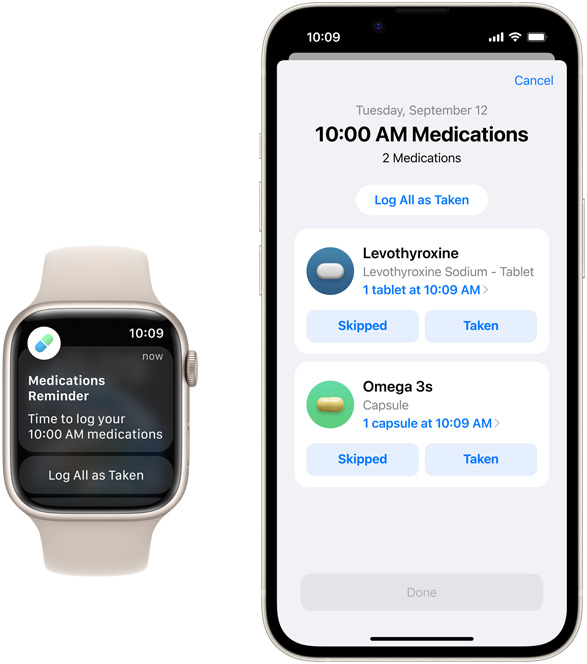 10:09
now
Medications
Reminder
Time to log your
10:00 AM medications
Log All as Taken
10:09
Cancel
Tuesday, September 12
10:00 AM Medications
2 Medications
Log All as Taken
Levothyroxine
Levothyroxine Sodium - Tablet
1 tablet at 10:09 AM
Skipped
Taken
Omega 3s
Capsule
1 capsule at 10:09 AM
Skipped
Taken
Done